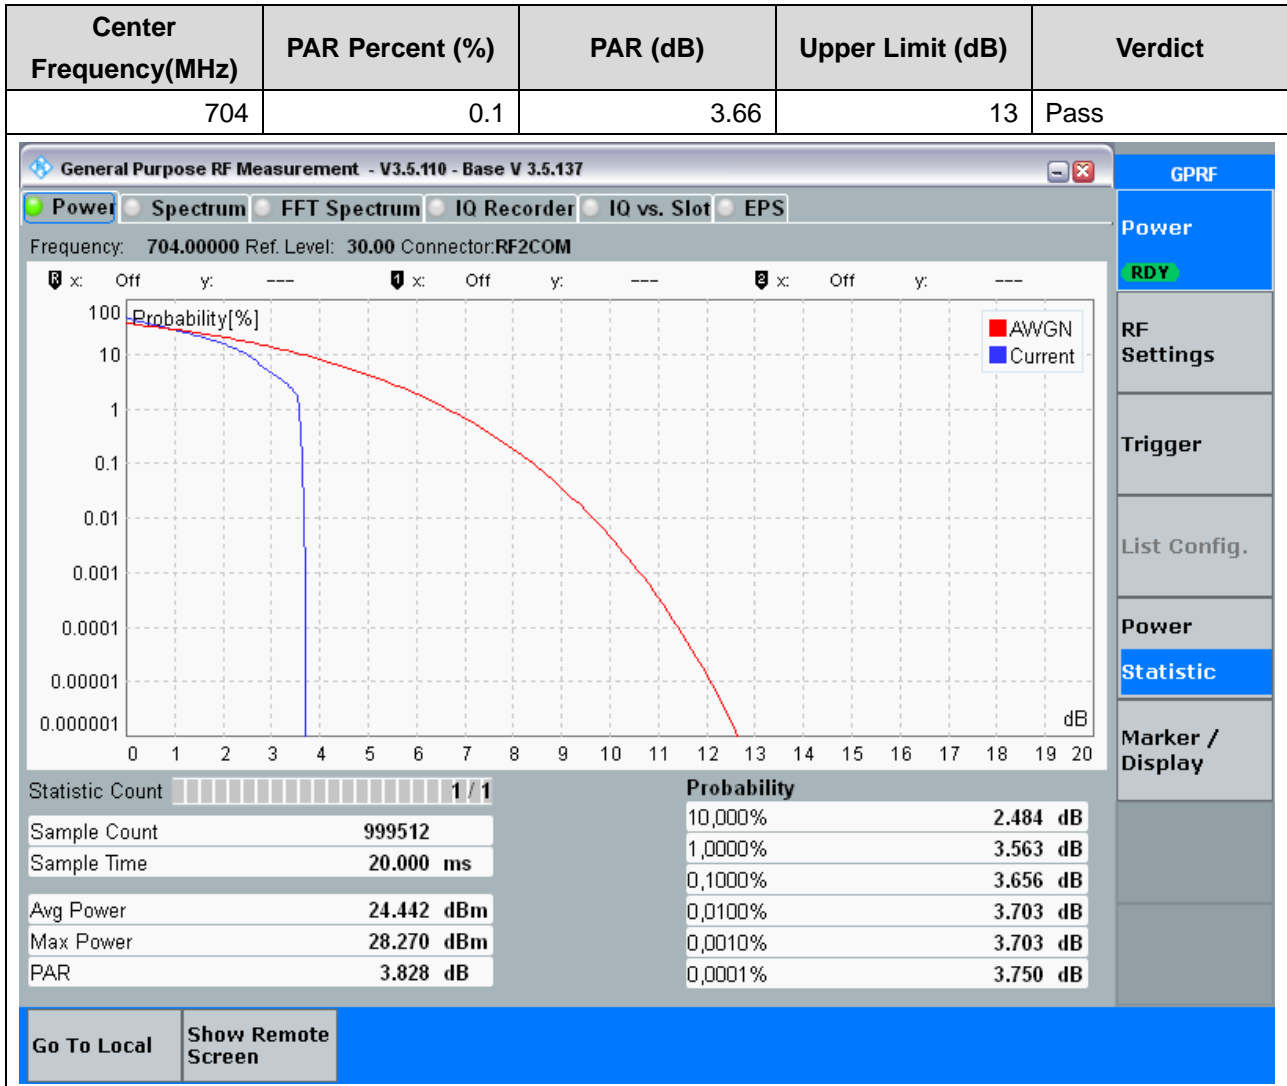 Center Frequency(MHz) PAR Percent (%) PAR (dB) Upper Limit (dB) Verdict
704 0.1 3.66 13 Pass
General Purpose RF Measurement - V3.5.110 - Base V 3.5.137
GPRF
Power Spectrum FFT Spectrum IQ Recorder IQ vs. Slot EPS
Frequency: 704.00000 Ref. Level: 30.00 Connector:RF2COM
R x: Off y: --- 1 x: Off y: --- 2 x: Off y: ---
Probability[%]
100
10
1
0.1
0.01
0.001
0.0001
0.00001
0.000001
AWGN
Current
dB
0 1 2 3 4 5 6 7 8 9 10 11 12 13 14 15 16 17 18 19 20
Statistic Count 1 / 1
Sample Count 999512
Sample Time 20.000 ms
Avg Power 24.442 dBm
Max Power 28.270 dBm
PAR 3.828 dB
Probability
10,000% 2.484 dB
1,0000% 3.563 dB
0,1000% 3.656 dB
0,0100% 3.703 dB
0,0010% 3.703 dB
0,0001% 3.750 dB
Power
RDY
RF
Settings
Trigger
List Config.
Power
Statistic
Marker /
Display
Go To Local
Show Remote
Screen